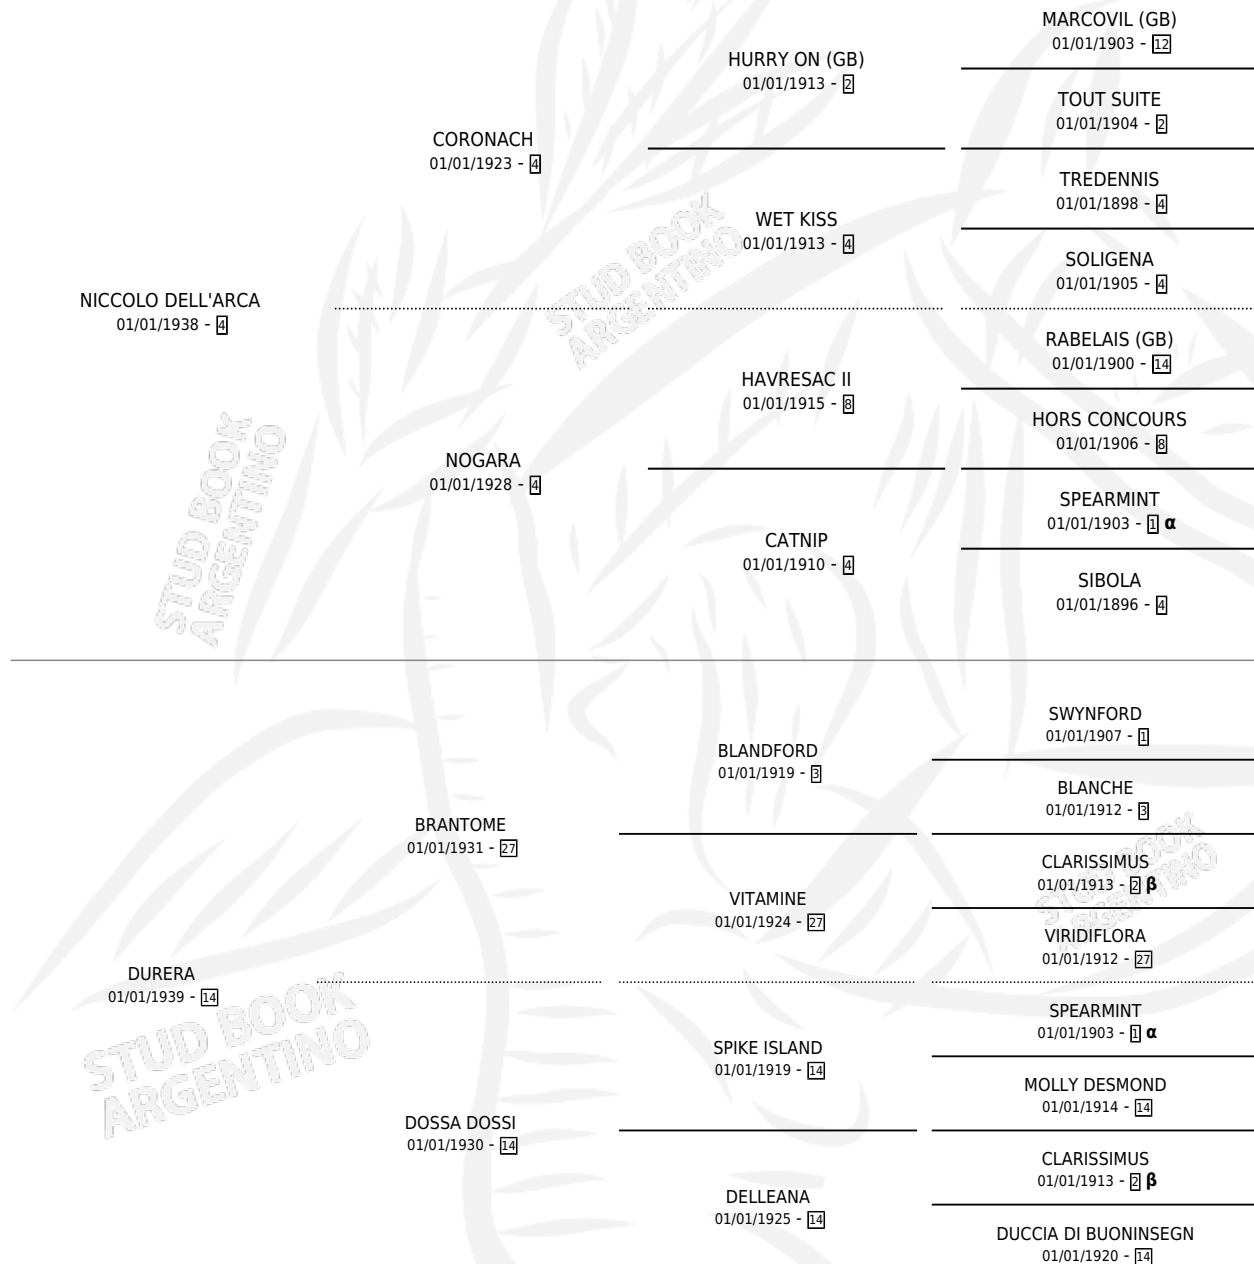 MARCOVIL (GB)
01/01/1903 - 12
HURRY ON (GB)
01/01/1913 - 2
TOUT SUITE
01/01/1904 - 2
CORONACH
01/01/1923 - 4
TREDENNIS
01/01/1898 - 4
WET KISS
01/01/1913 - 4
SOLIGENA
01/01/1905 - 4
NICCOLO DELL'ARCA
01/01/1938 - 4
RABELAIS (GB)
01/01/1900 - 14
HAVRESAC II
01/01/1915 - 8
HORS CONCOURS
01/01/1906 - 8
NOGARA
01/01/1928 - 4
SPEARMINT
01/01/1903 - 1 α
CATNIP
01/01/1910 - 4
SIBOLA
01/01/1896 - 4
SWYNFORD
01/01/1907 - 1
BLANDFORD
01/01/1919 - 3
BLANCHE
01/01/1912 - 3
BRANTOME
01/01/1931 - 27
CLARISSIMUS
01/01/1913 - 2 β
VITAMINE
01/01/1924 - 27
VIRIDIFLORA
01/01/1912 - 27
DURERA
01/01/1939 - 14
SPEARMINT
01/01/1903 - 1 α
SPIKE ISLAND
01/01/1919 - 14
MOLLY DESMOND
01/01/1914 - 14
DOSSA DOSSI
01/01/1930 - 14
CLARISSIMUS
01/01/1913 - 2 β
DELLEANA
01/01/1925 - 14
DUCCIA DI BUONINSEGN
01/01/1920 - 14
STUD BOOK
ARGENTINO
STUD BOOK
ARGENTINO
STUD BOOK
ARGENTINO
STUD BOOK
ARGENTINO